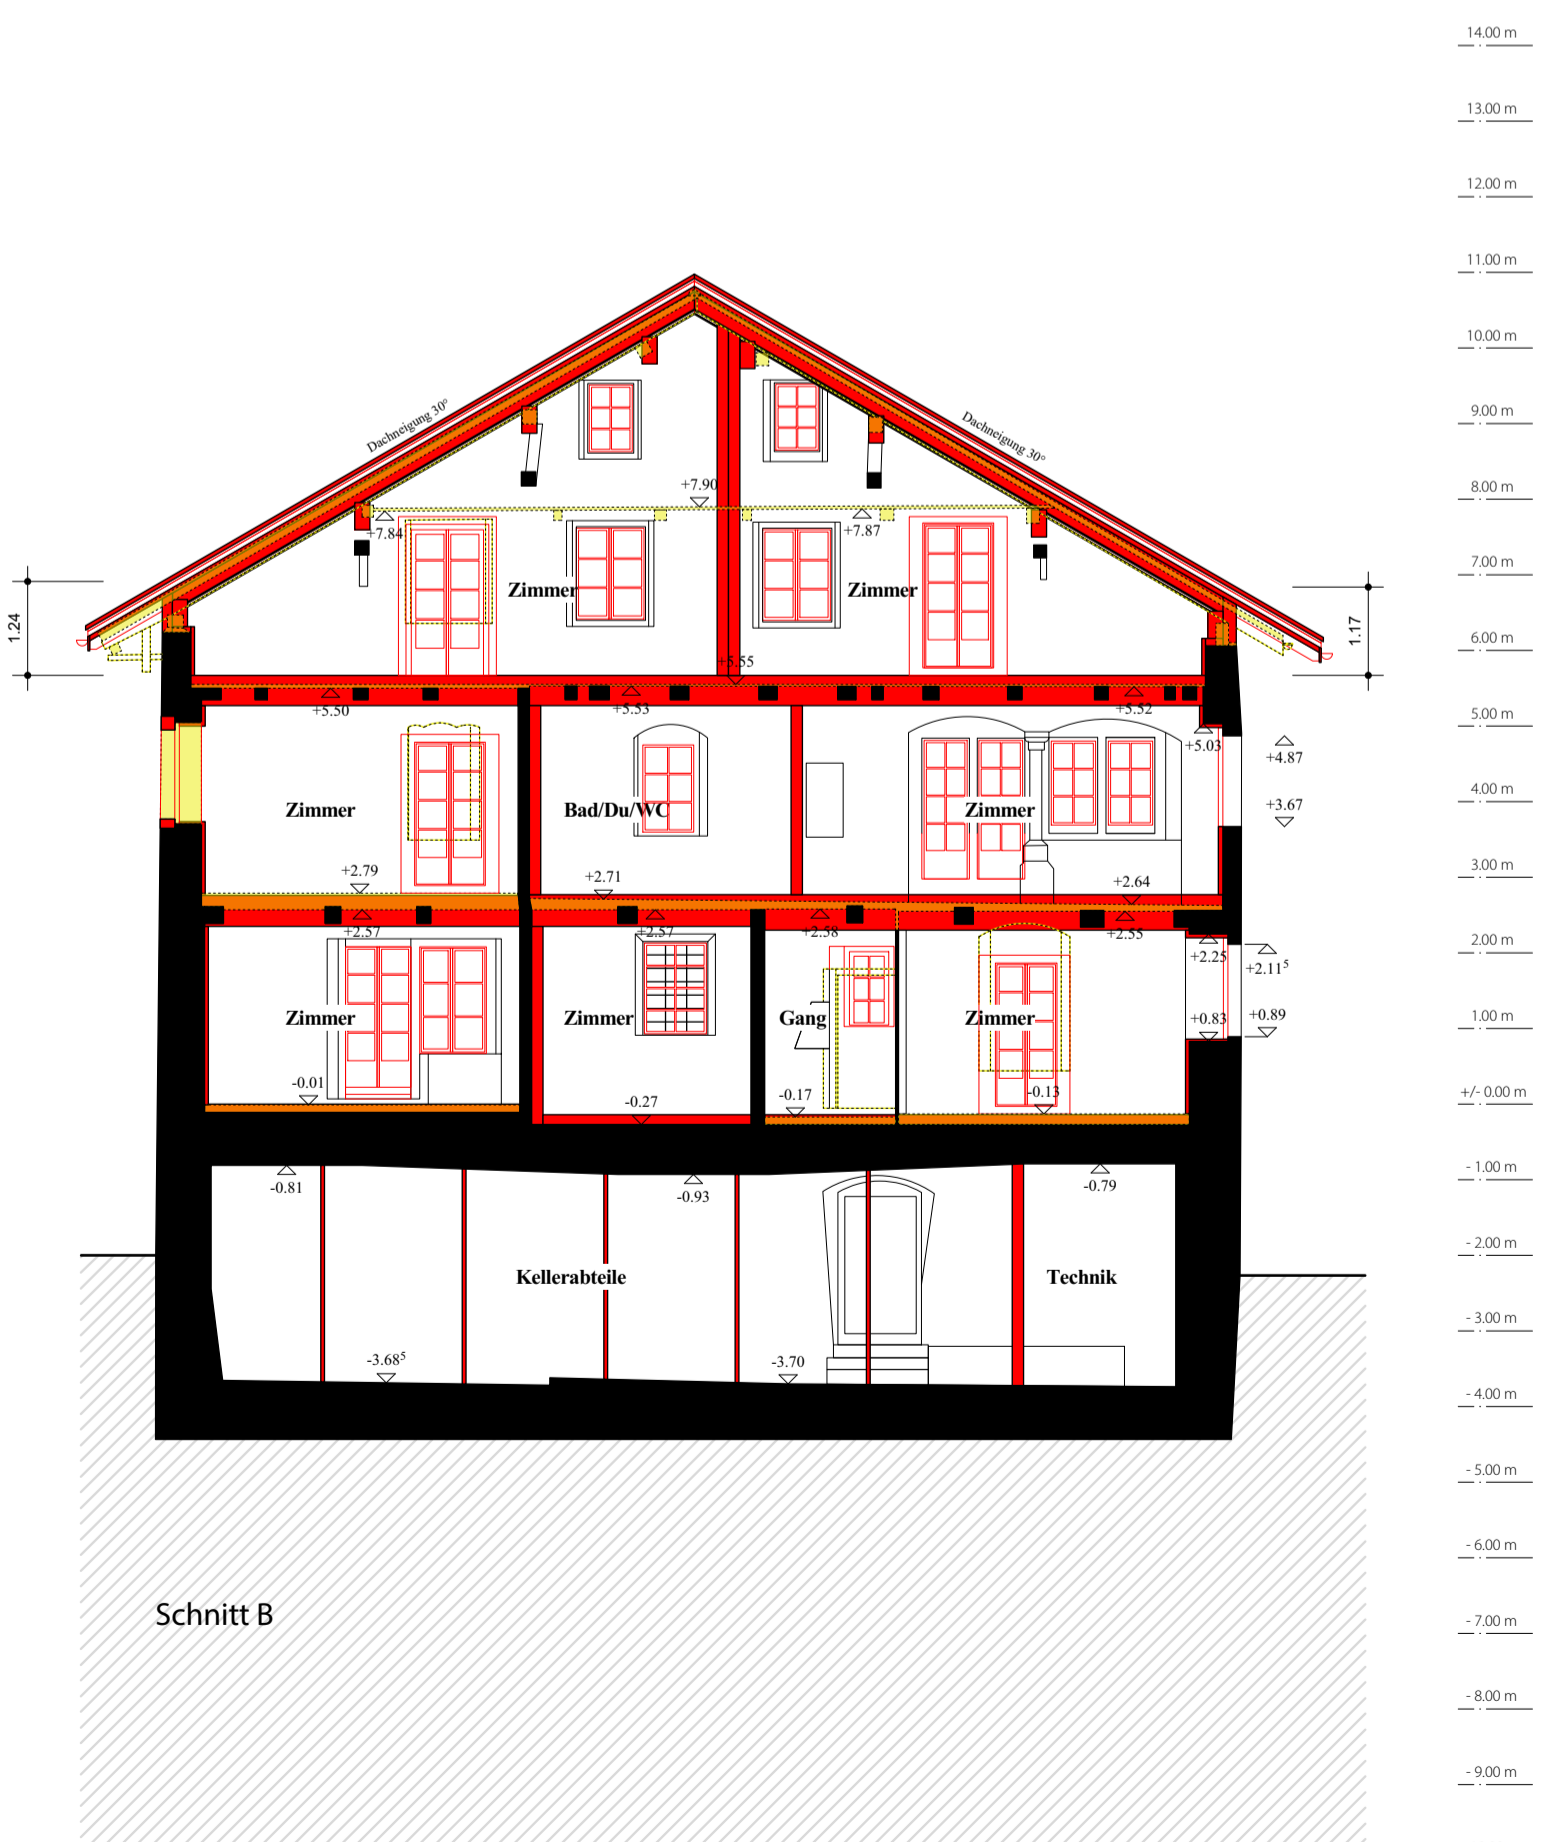 14.00 m
13.00 m
12.00 m
11.00 m
10.00 m
9.00 m
8.00 m
7.00 m
6.00 m
5.00 m
4.00 m
3.00 m
2.00 m
1.00 m
+/- 0.00 m
- 1.00 m
- 2.00 m
- 3.00 m
- 4.00 m
- 5.00 m
- 6.00 m
- 7.00 m
- 8.00 m
- 9.00 m
Dachneigung 30°
Dachneigung 30°
+7.90
+7.84
+7.87
Zimmer
Zimmer
1.24
1.17
+5.55
+5.50
+5.53
+5.52
+5.03
+4.87
+3.67
Zimmer
Bad/Du/WC
Zimmer
+2.79
+2.71
+2.64
+2.57
+2.57
+2.58
+2.55
+2.25
+2.11⁵
Zimmer
Zimmer
Gang
Zimmer
+0.83
+0.89
-0.01
-0.27
-0.17
-0.13
-0.81
-0.93
-0.79
Kellerabteile
Technik
-3.68⁵
-3.70
Schnitt B